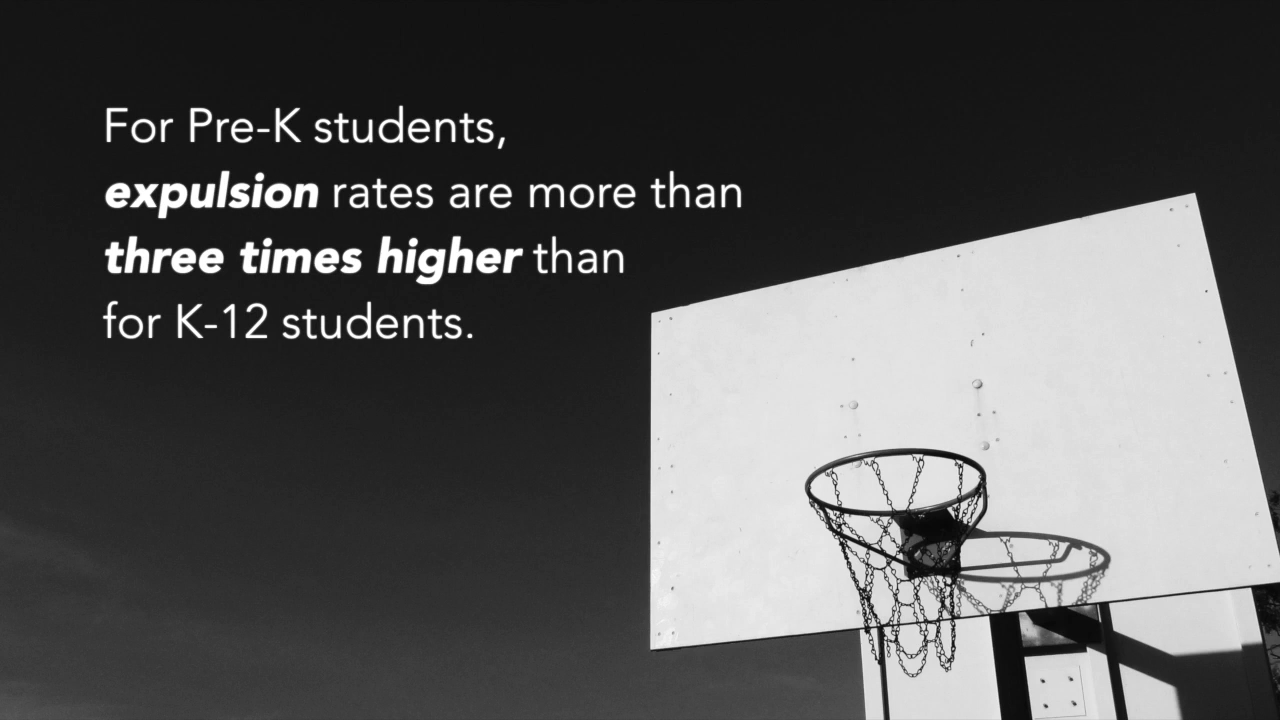 For Pre-K students,
expulsion rates are more than
three times higher than
for K-12 students.